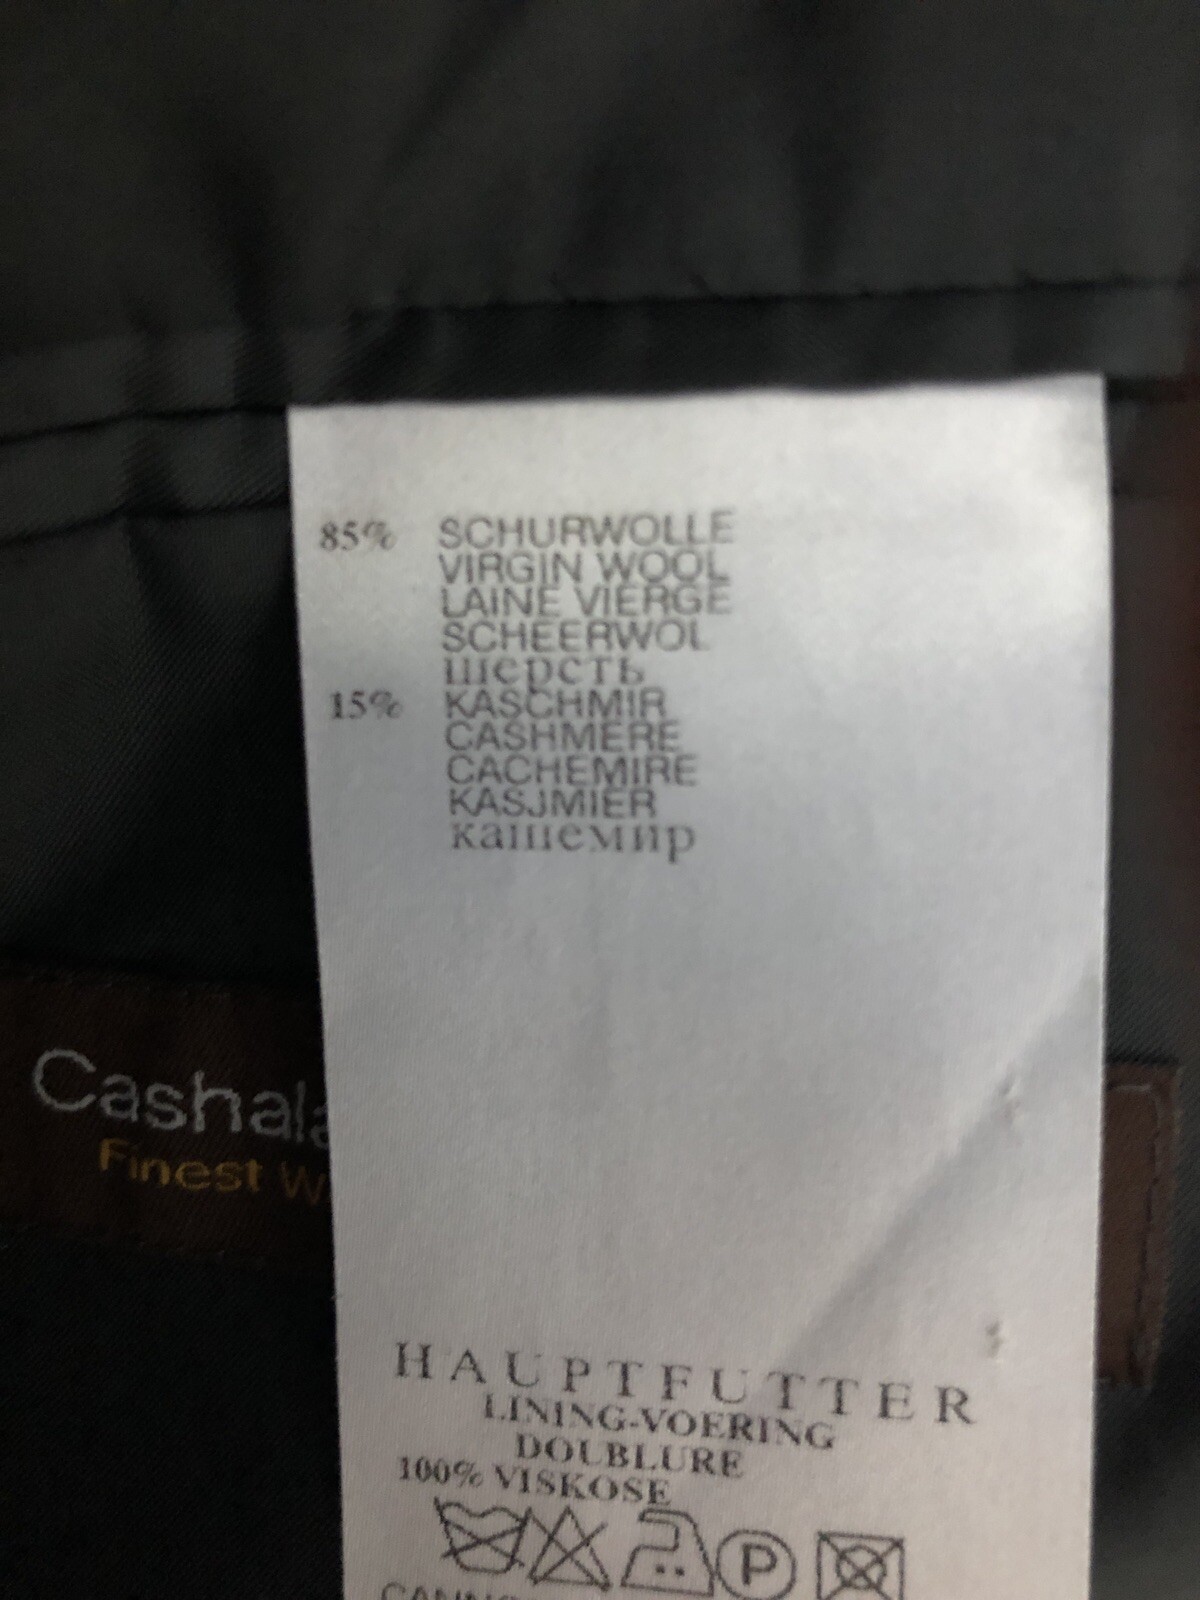 85% SCHURWOLLE
VIRGIN WOOL
LAINE VIERGE
SCHEERWOL
шерсть
15% KASCHMIR
CASHMERE
CACHEMIRE
KASJMIER
кашемир
Finest
HAUPTFUTTER
LINING-VOERING
DOUBLURE
100% VISKOSE
P